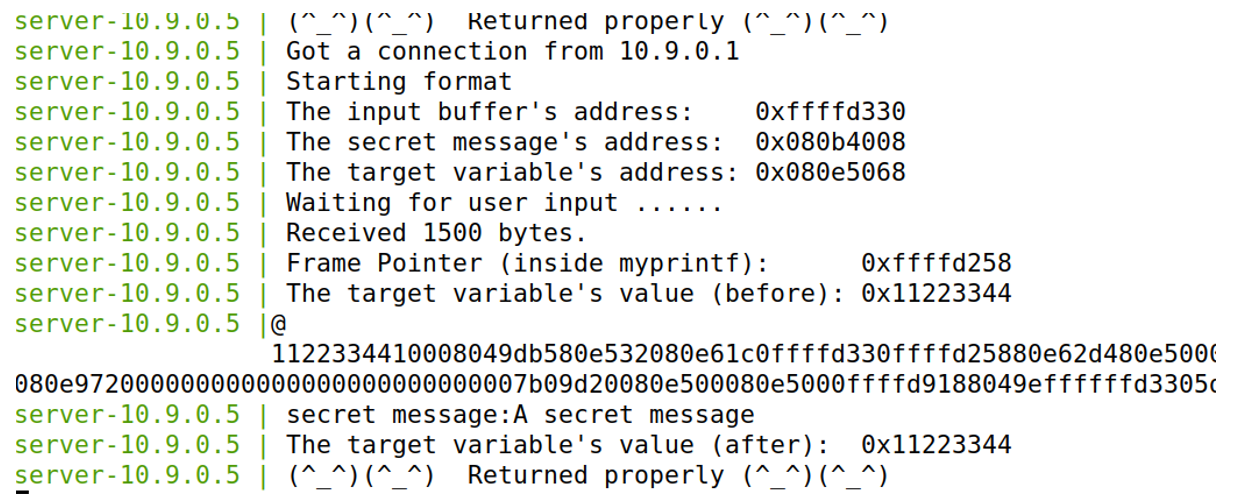 server-10.9.0.5 | (^_^)(^_^)  Returned properly (^_^)(^_^)
server-10.9.0.5 | Got a connection from 10.9.0.1
server-10.9.0.5 | Starting format
server-10.9.0.5 | The input buffer's address:    0xffffd330
server-10.9.0.5 | The secret message's address:  0x080b4008
server-10.9.0.5 | The target variable's address: 0x080e5068
server-10.9.0.5 | Waiting for user input ......
server-10.9.0.5 | Received 1500 bytes.
server-10.9.0.5 | Frame Pointer (inside myprintf):      0xffffd258
server-10.9.0.5 | The target variable's value (before): 0x11223344
server-10.9.0.5 |@
1122334410008049db580e532080e61c0ffffd330ffffd25880e62d480e5000
080e97200000000000000000000000007b09d20080e500080e5000ffffd9188049effffffd3305
server-10.9.0.5 | secret message:A secret message
server-10.9.0.5 | The target variable's value (after):  0x11223344
server-10.9.0.5 | (^_^)(^_^)  Returned properly (^_^)(^_^)